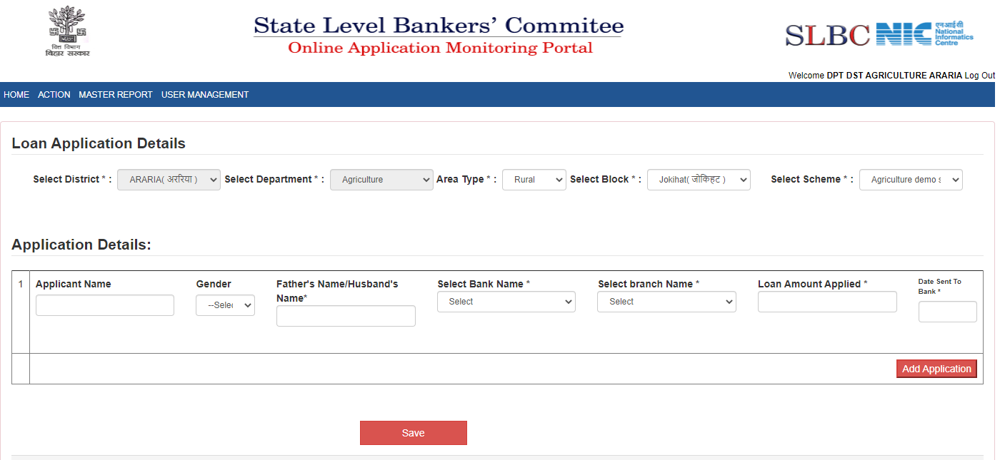 वित्त विभाग
बिहार सरकार
State Level Bankers' Commitee
Online Application Monitoring Portal
SLBC NIC
एनआईसी
National
Informatics
Centre
Welcome DPT DST AGRICULTURE ARARIA Log Out
HOME ACTION MASTER REPORT USER MANAGEMENT
Loan Application Details
Select District * : ARARIA( अररिया ) Select Department * : Agriculture Area Type * : Rural Select Block * : Jokihat( जोकिहट ) Select Scheme * : Agriculture demo s
Application Details:
1 Applicant Name Gender Father's Name/Husband's Select Bank Name * Select branch Name * Loan Amount Applied * Date Sent To
Name* Bank *
--Selec Select Select
Add Application
Save